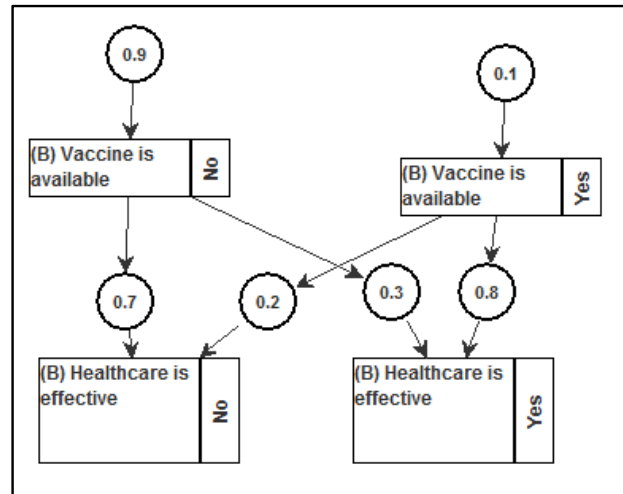 0.9
0.1
(B) Vaccine is
available
No
(B) Vaccine is
available
Yes
0.7
0.2
0.3
0.8
(B) Healthcare is
effective
No
(B) Healthcare is
effective
Yes